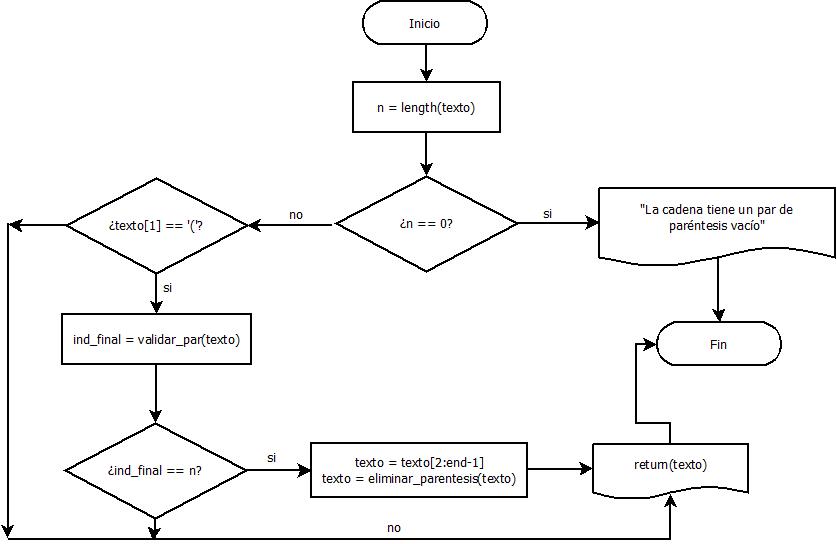 Inicio
n = length(texto)
¿n == 0?
si
no
"La cadena tiene un par de
paréntesis vacío"
Fin
¿texto[1] == '('?
si
ind_final = validar_par(texto)
¿ind_final == n?
si
texto = texto[2:end-1]
texto = eliminar_parentesis(texto)
return(texto)
no